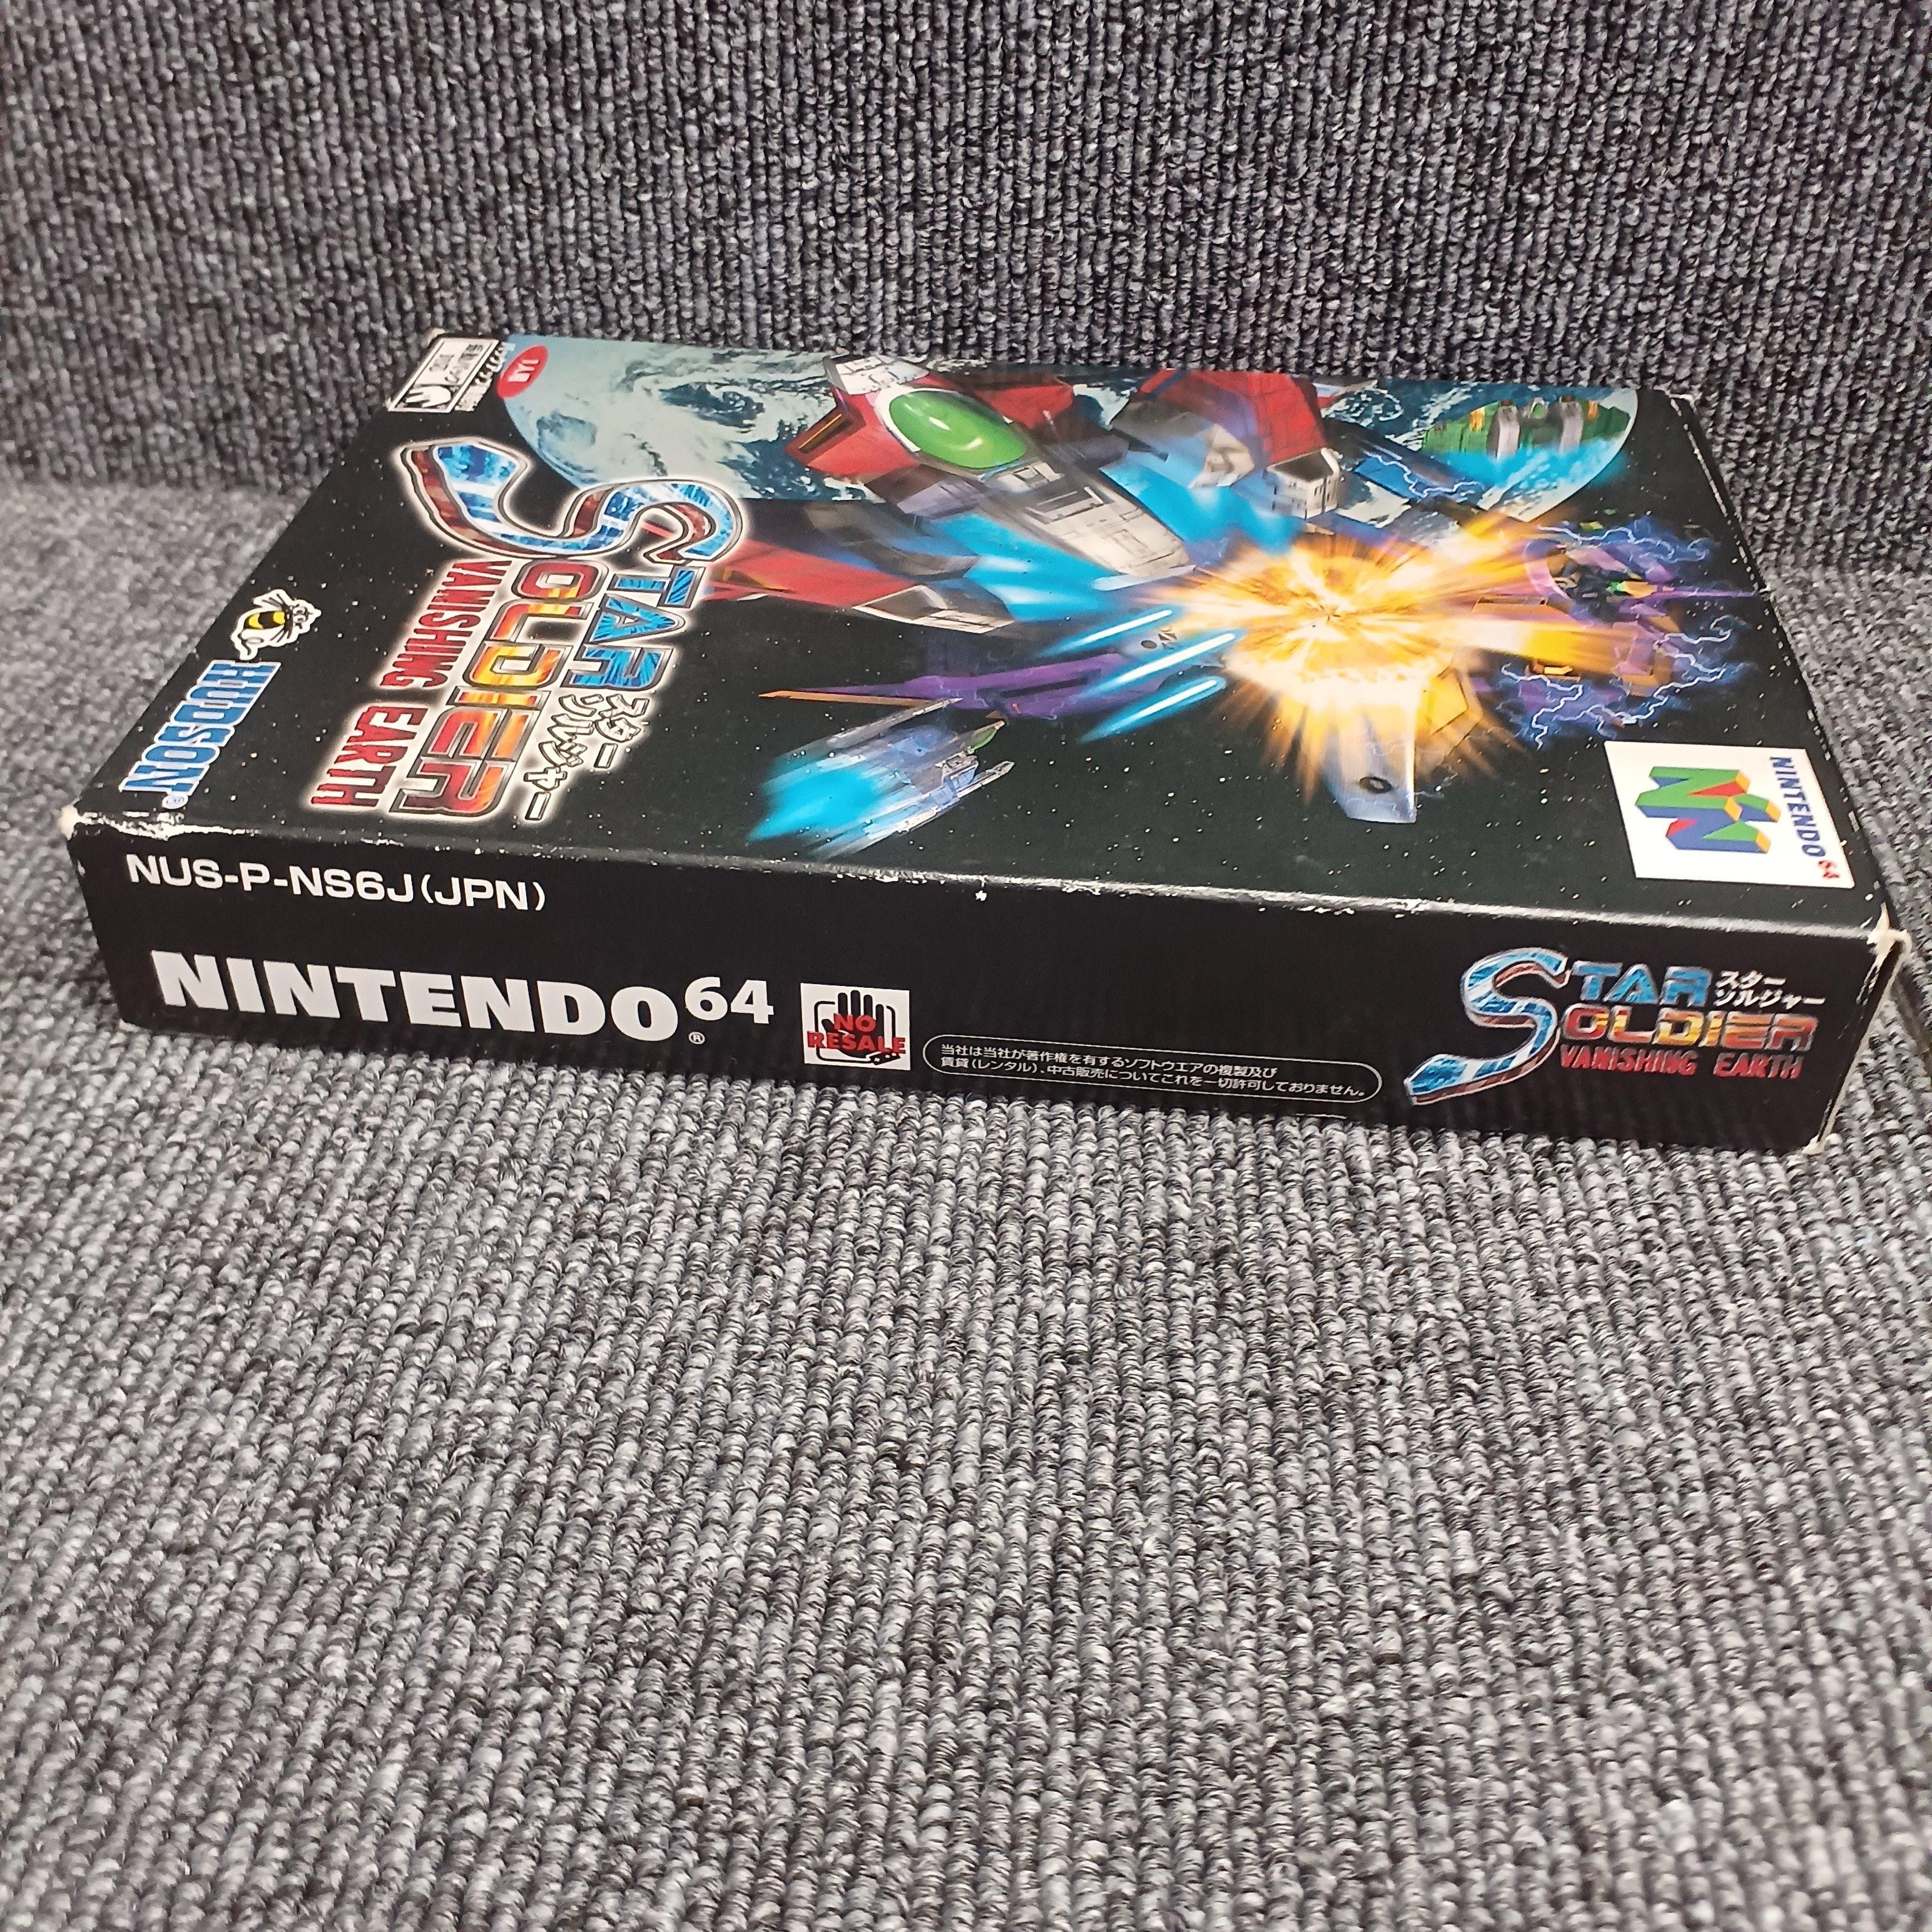 STAR
スター
ソルジャー
SOLDIER
VANISHING EARTH
HUDSON®
1人用
NINTENDO64
NUS-P-NS6J(JPN)
NINTENDO64®
NO
RESALE
当社は当社が著作権を有するソフトウエアの複製及び
賃貸(レンタル)、中古販売についてこれを一切許可しておりません。
STAR スター
ソルジャー
SOLDIER
VANISHING EARTH